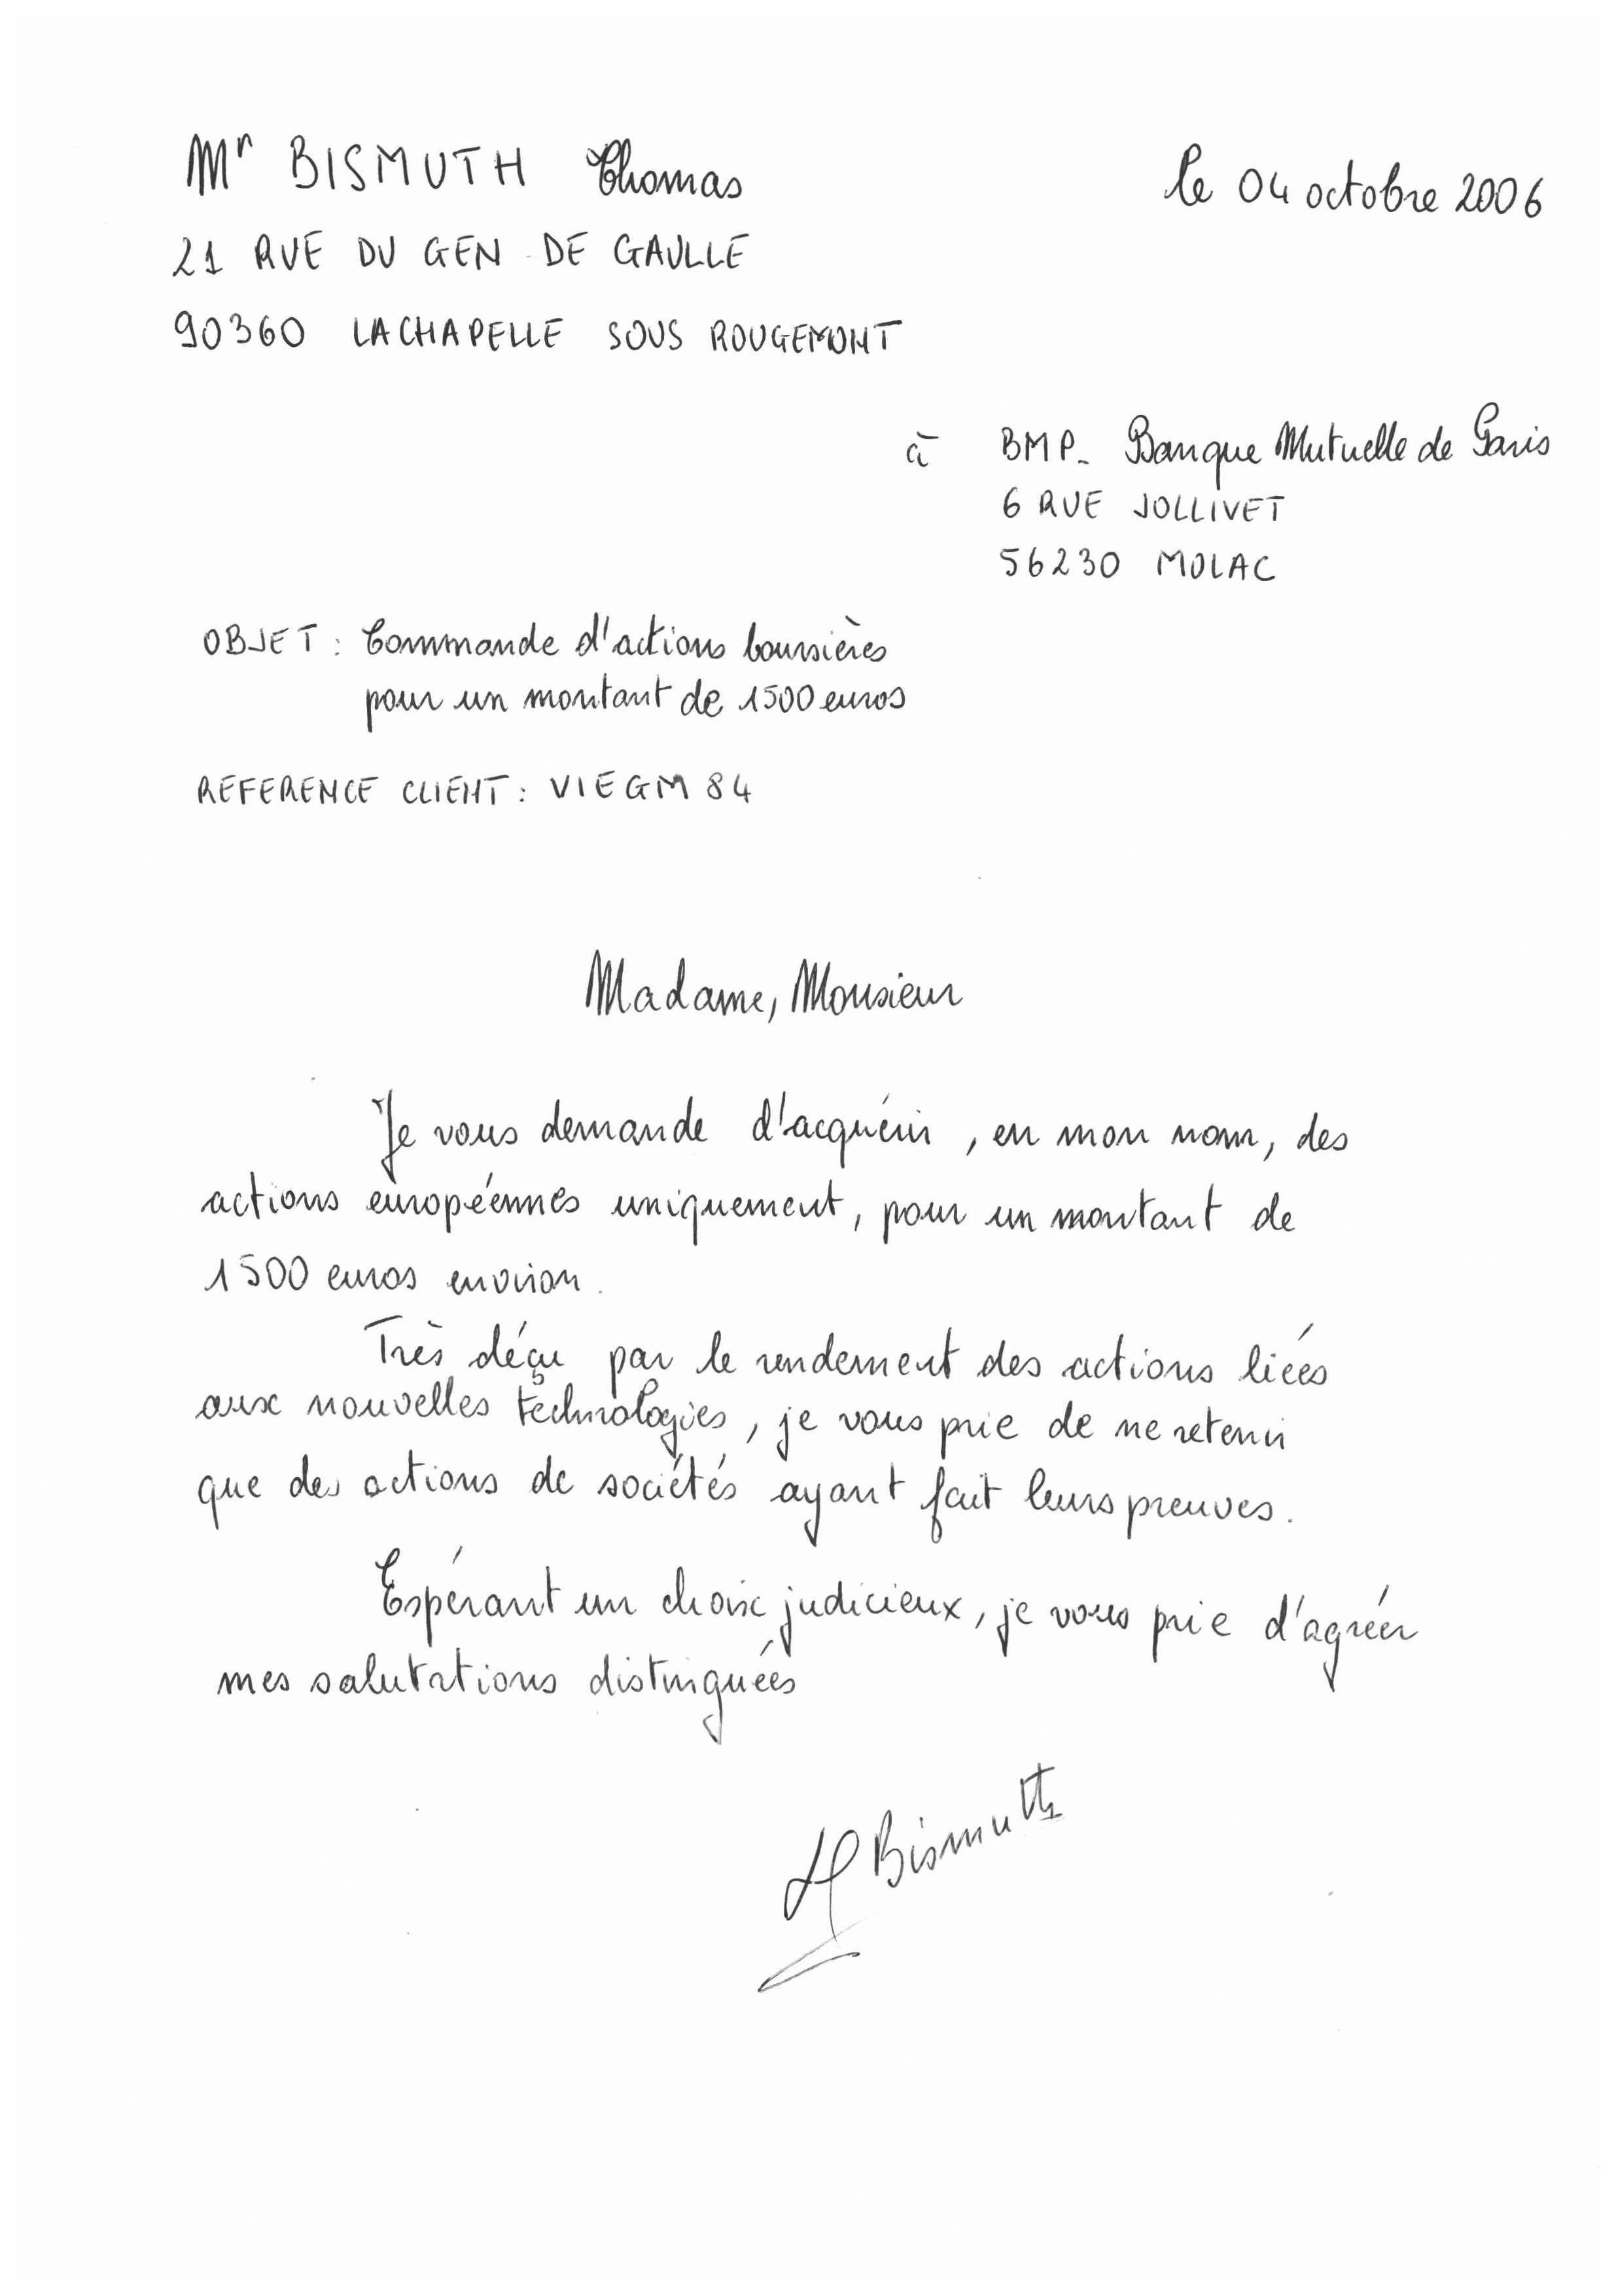 Mr BISMUTH Thomas
le 04 octobre 2006
21 RUE DU GEN DE GAULLE
90360 LACHAPELLE SOUS ROUGEMONT
à BMP_ Banque Mutuelle de Paris
6 RUE JOLLIVET
56230 MOLAC
OBJET : Commande d'actions boursières
pour un montant de 1500 euros
REFERENCE CLIENT : VIEGM 84
Madame, Monsieur
Je vous demande d'acquérir, en mon nom, des
actions européennes uniquement, pour un montant de
1500 euros environ.
Très déçu par le rendement des actions liées
aux nouvelles technologies, je vous prie de ne retenir
que des actions de sociétés ayant fait leurs preuves.
Espérant un choix judicieux, je vous prie d'agréer
mes salutations distinguées
Bismuth